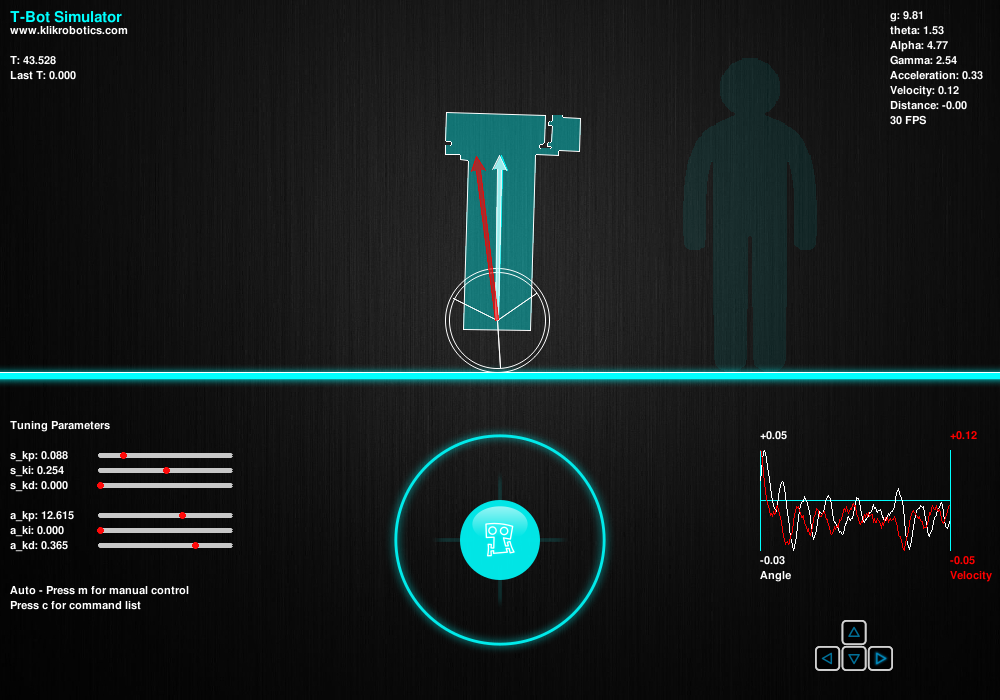 T-Bot Simulator
www.klikrobotics.com
T: 43.528
Last T: 0.000
g: 9.81
theta: 1.53
Alpha: 4.77
Gamma: 2.54
Acceleration: 0.33
Velocity: 0.12
Distance: -0.00
30 FPS
Tuning Parameters
s_kp: 0.088
s_ki: 0.254
s_kd: 0.000
a_kp: 12.615
a_ki: 0.000
a_kd: 0.365
Auto - Press m for manual control
Press c for command list
+0.05
+0.12
-0.03
-0.05
Angle
Velocity